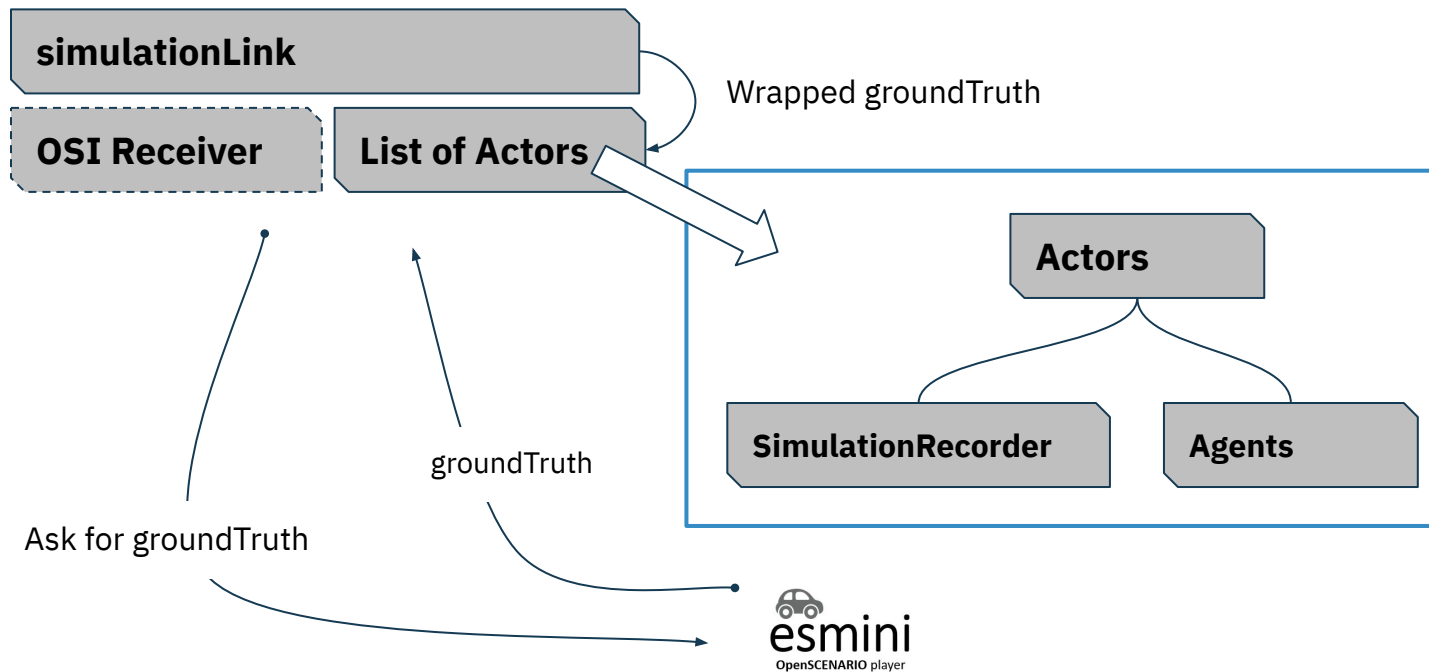 simulationLink
Wrapped groundTruth
OSI Receiver
List of Actors
Actors
SimulationRecorder
Agents
groundTruth
Ask for groundTruth
esmini
OpenSCENARIO player